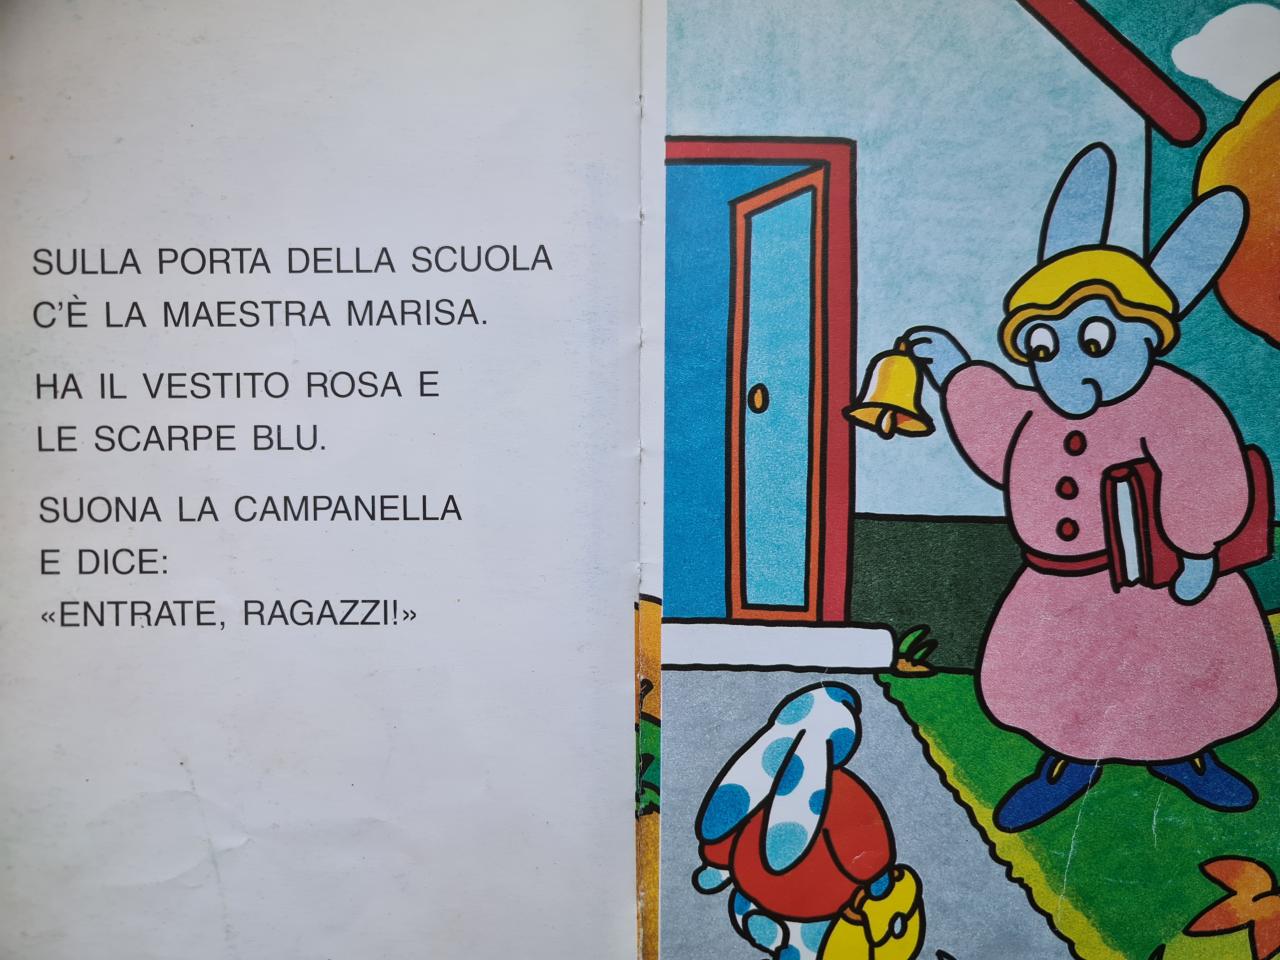 SULLA PORTA DELLA SCUOLA
C'È LA MAESTRA MARISA.
HA IL VESTITO ROSA E
LE SCARPE BLU.
SUONA LA CAMPANELLA
E DICE:
«ENTRATE, RAGAZZI!»